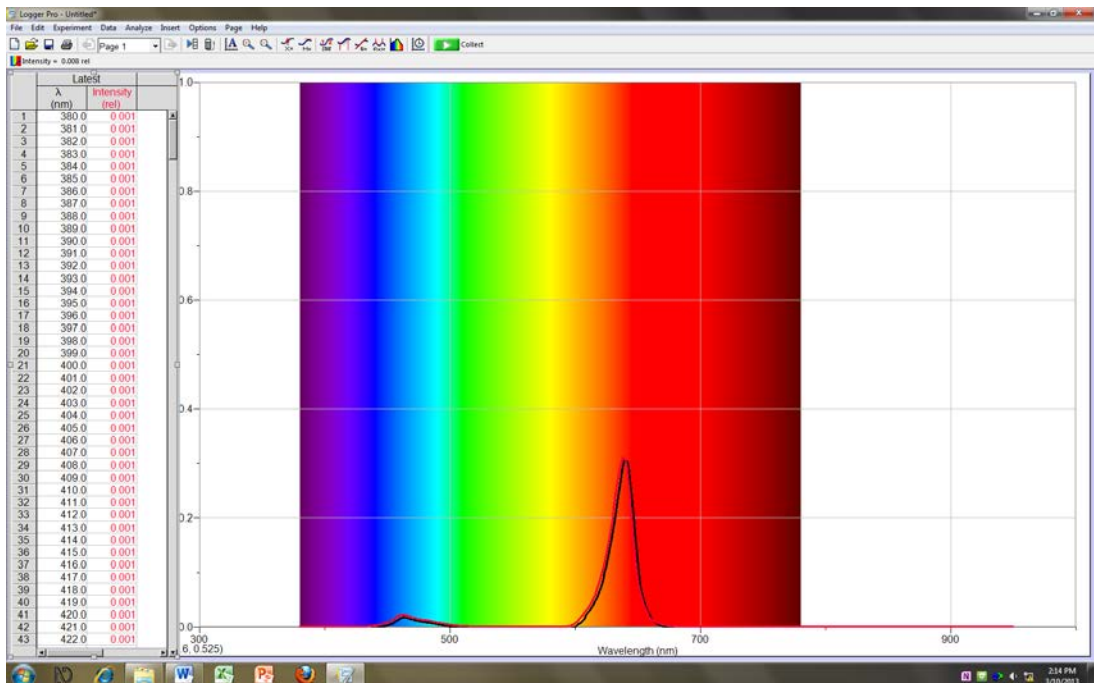 Logger Pro - Untitled*
File Edit Experiment Data Analyze Insert Options Page Help
Page 1
Collect
Intensity = 0.008 rel
Latest
λ Intensity
(nm) (rel)
1 380.0 0.001
2 381.0 0.001
3 382.0 0.001
4 383.0 0.001
5 384.0 0.001
6 385.0 0.001
7 386.0 0.001
8 387.0 0.001
9 388.0 0.001
10 389.0 0.001
11 390.0 0.001
12 391.0 0.001
13 392.0 0.001
14 393.0 0.001
15 394.0 0.001
16 395.0 0.001
17 396.0 0.001
18 397.0 0.001
19 398.0 0.001
20 399.0 0.001
21 400.0 0.001
22 401.0 0.001
23 402.0 0.001
24 403.0 0.001
25 404.0 0.001
26 405.0 0.001
27 406.0 0.001
28 407.0 0.001
29 408.0 0.001
30 409.0 0.001
31 410.0 0.001
32 411.0 0.001
33 412.0 0.001
34 413.0 0.001
35 414.0 0.001
36 415.0 0.001
37 416.0 0.001
38 417.0 0.001
39 418.0 0.001
40 419.0 0.001
41 420.0 0.001
42 421.0 0.001
43 422.0 0.001
1.0
0.8
0.6
0.4
0.2
0.0
300 500 700 900
6, 0.525)
Wavelength (nm)
2:14 PM
3/10/2013